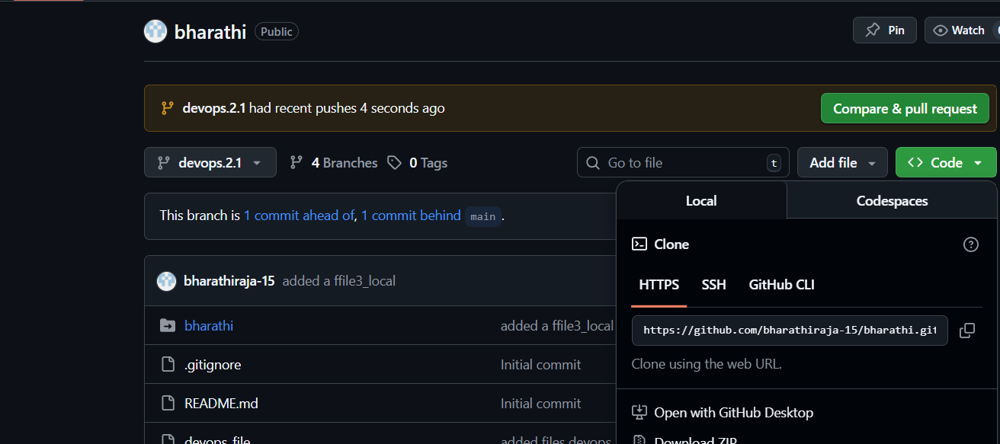 bharathi Public Pin Watch
devops.2.1 had recent pushes 4 seconds ago Compare & pull request
devops.2.1 4 Branches 0 Tags Go to file t Add file <> Code
Local Codespaces
This branch is 1 commit ahead of, 1 commit behind main .
Clone
HTTPS SSH GitHub CLI
https://github.com/bharathiraja-15/bharathi.git
Clone using the web URL.
Open with GitHub Desktop
Download ZIP
bharathiraja-15 added a ffile3_local
bharathi added a ffile3_local
.gitignore Initial commit
README.md Initial commit
devops_file added files devops